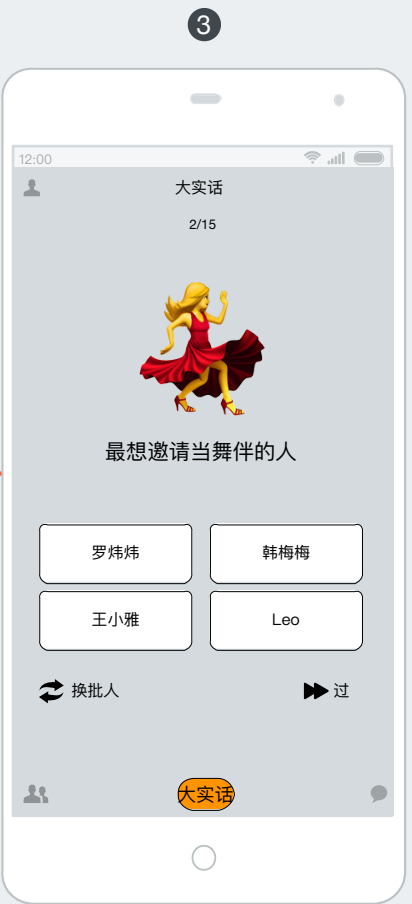 3
12:00
大实话
2/15
最想邀请当舞伴的人
罗炜炜 韩梅梅
王小雅 Leo
换批人 过
大实话